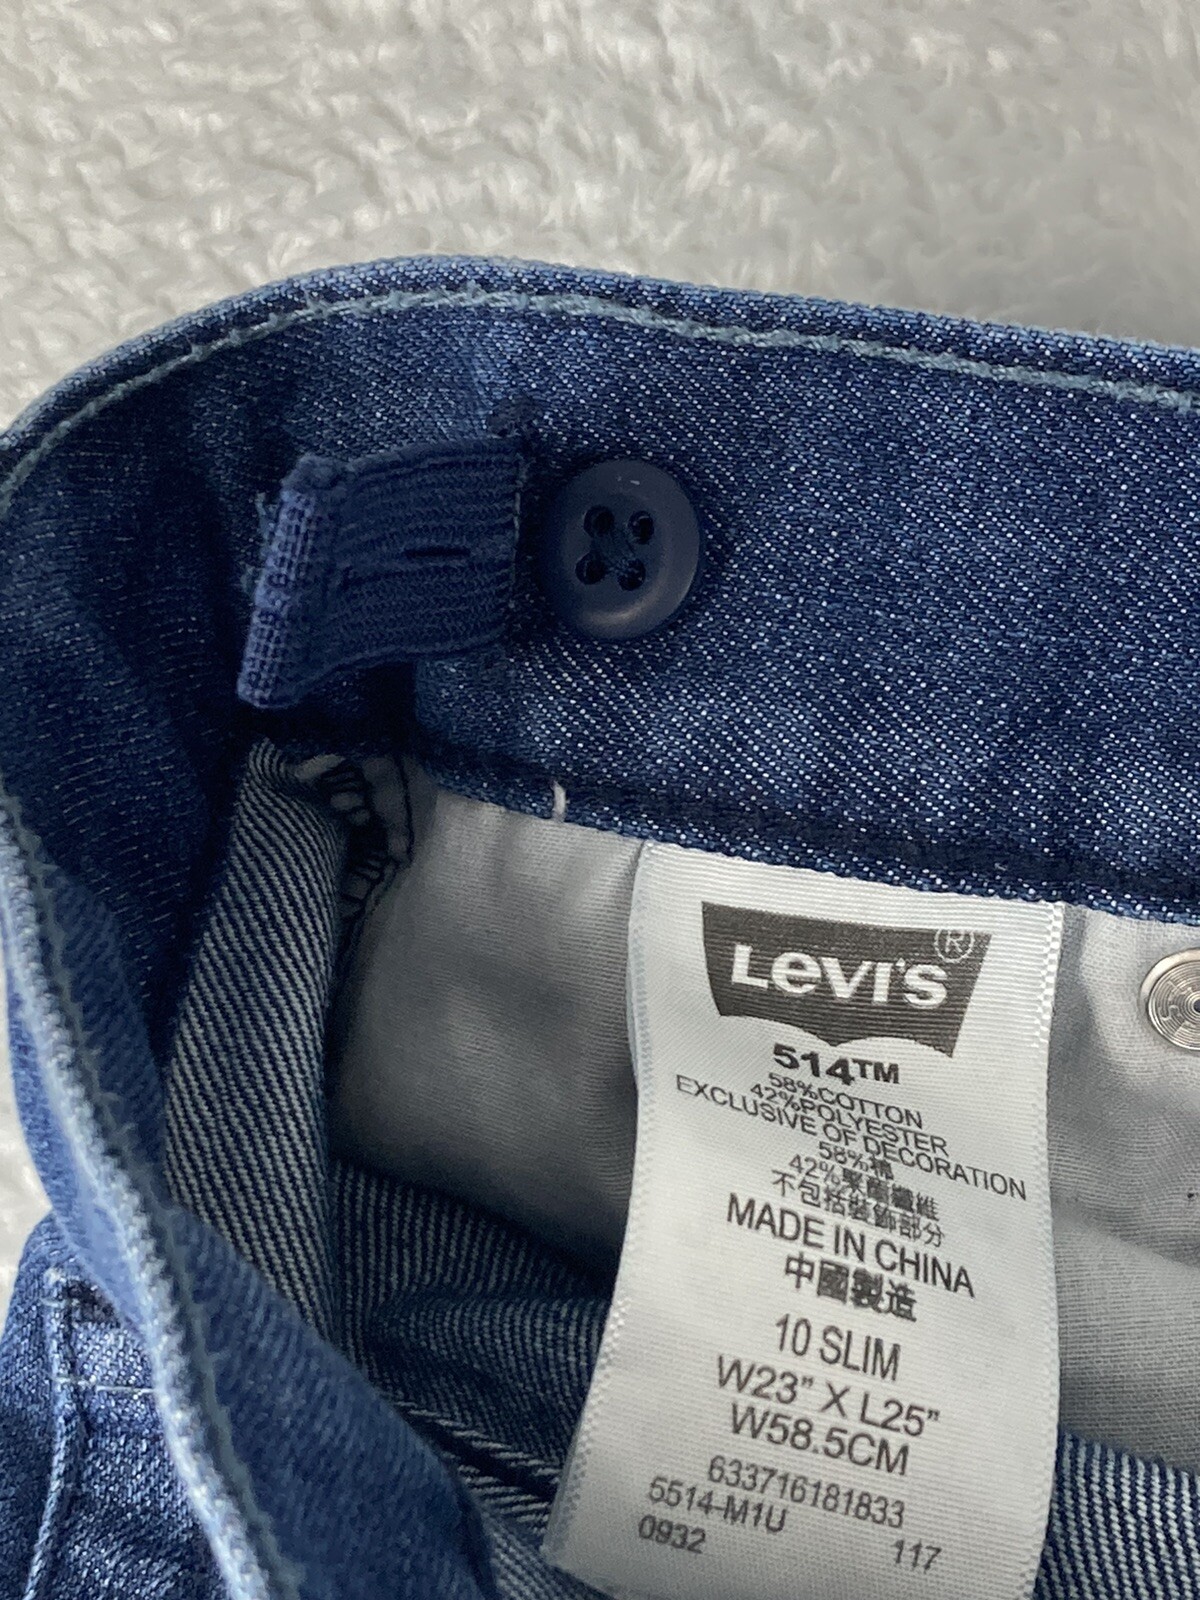 LEVI'S®
514™
58%COTTON
42%POLYESTER
EXCLUSIVE OF DECORATION
58%棉
42%聚酯纖維
不包括裝飾部分
MADE IN CHINA
中國製造
10 SLIM
W23” X L25”
W58.5CM
633716181833
5514-M1U
0932 117